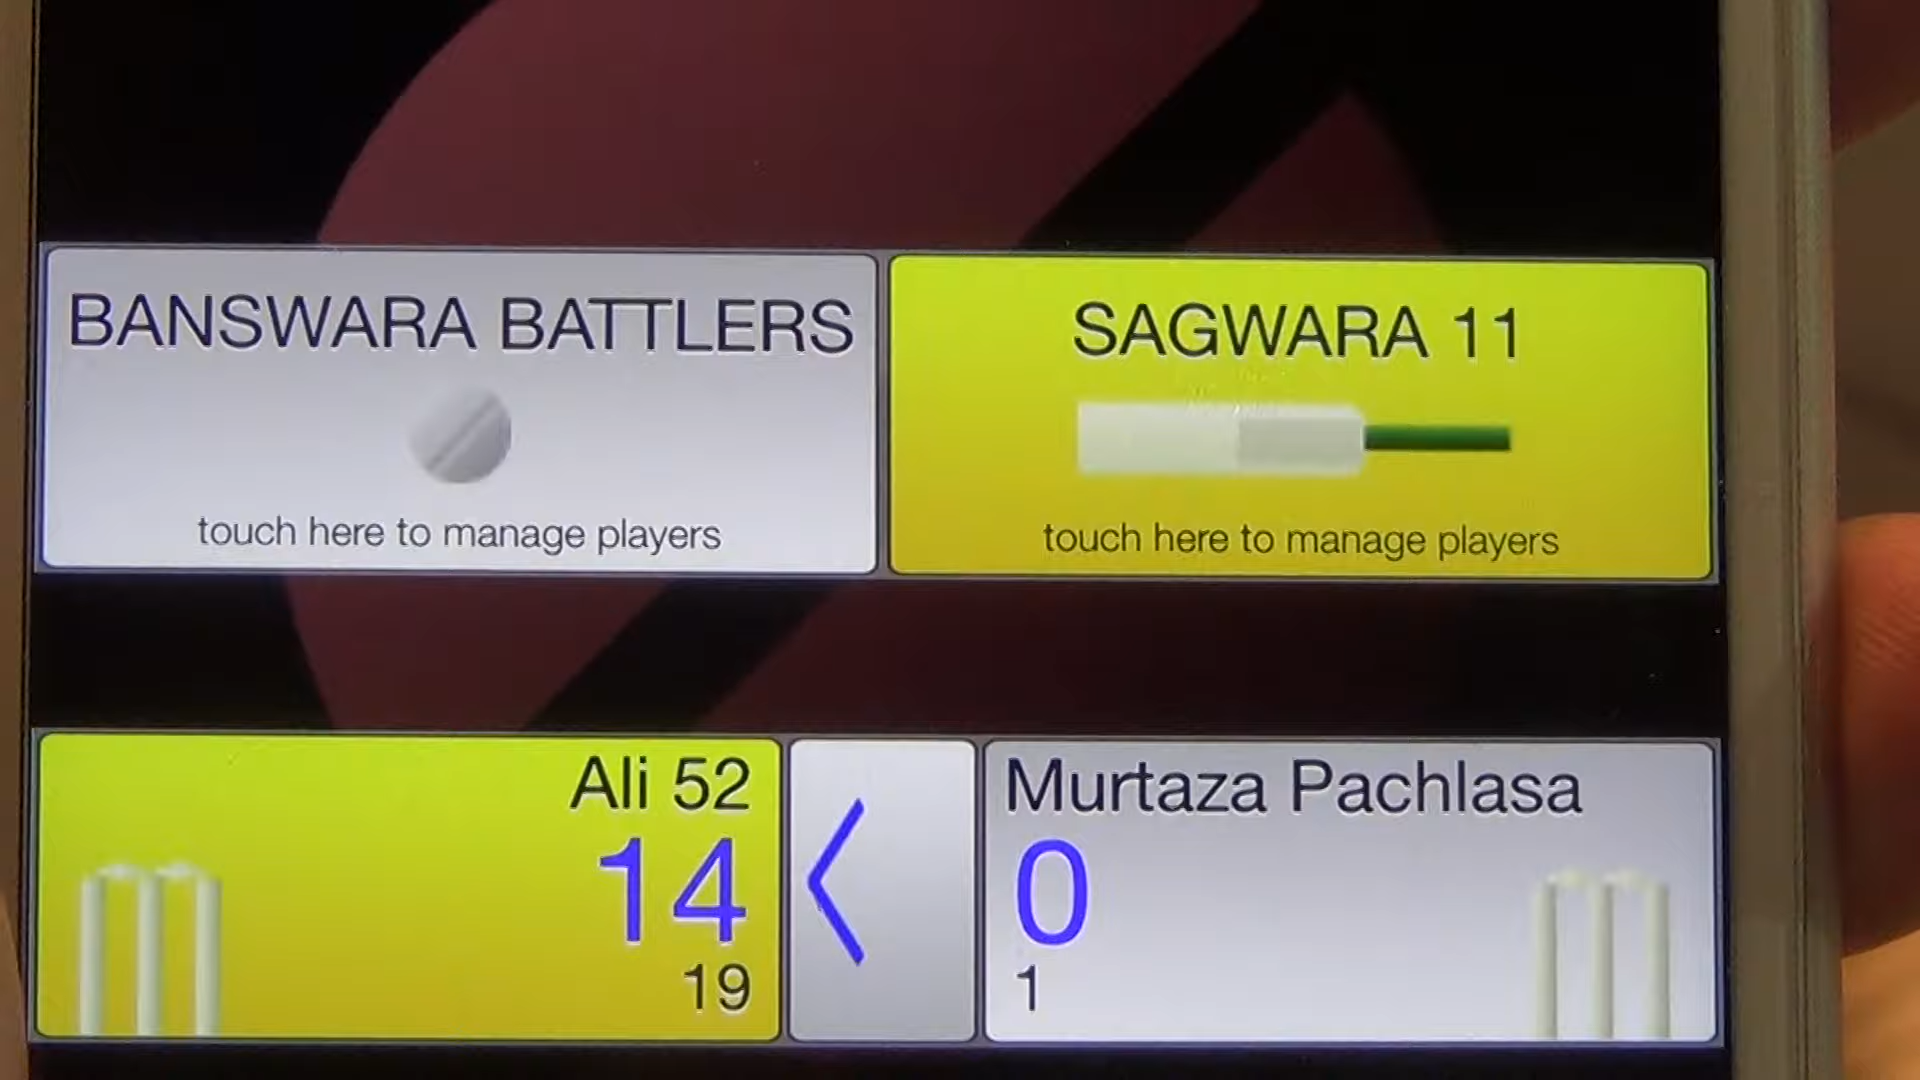 BANSWARA BATTLERS
touch here to manage players
SAGWARA 11
touch here to manage players
Ali 52
14
19
Murtaza Pachlasa
0
1